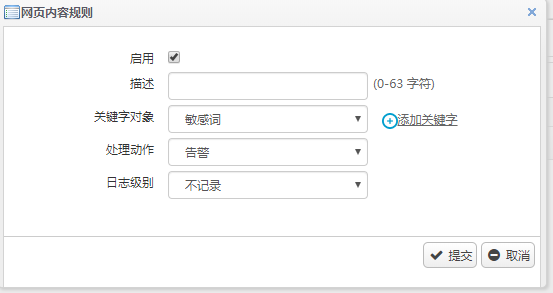 网页内容规则
启用
描述 (0-63 字符)
关键字对象 敏感词 添加关键字
处理动作 告警
日志级别 不记录
提交 取消